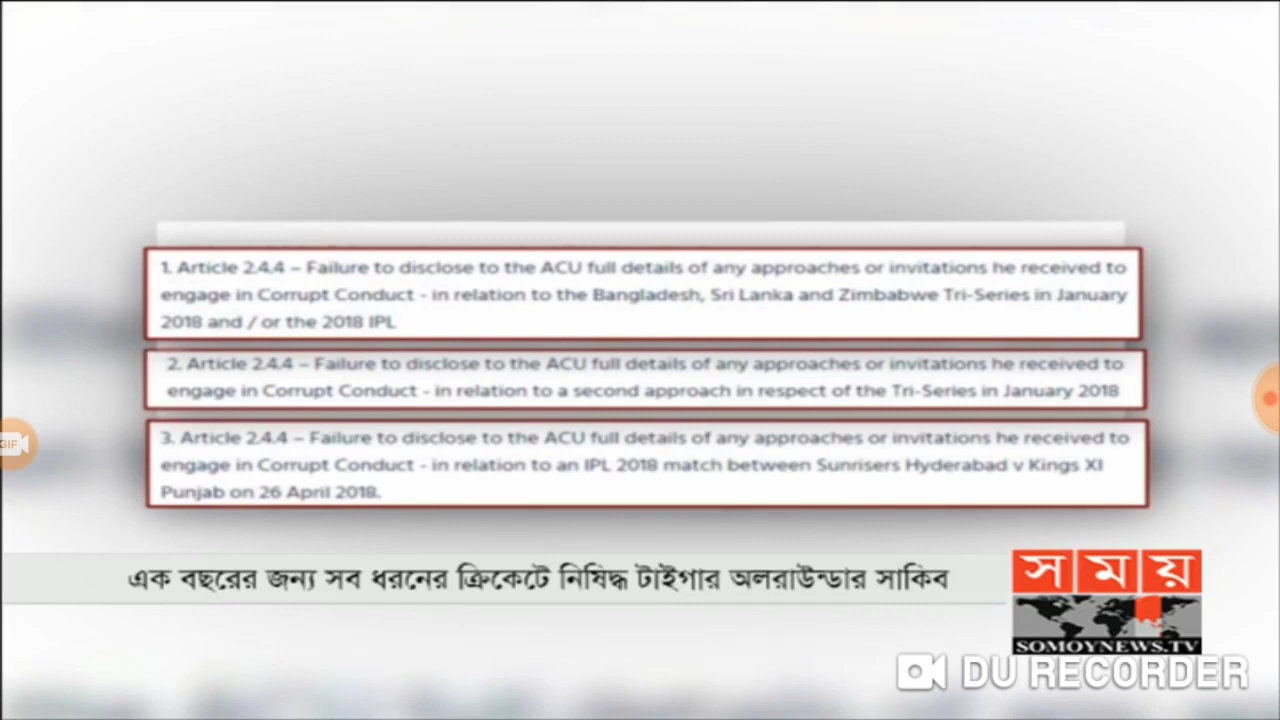 1. Article 2.4.4 – Failure to disclose to the ACU full details of any approaches or invitations he received to
engage in Corrupt Conduct - in relation to the Bangladesh, Sri Lanka and Zimbabwe Tri-Series in January
2018 and / or the 2018 IPL
2. Article 2.4.4 – Failure to disclose to the ACU full details of any approaches or invitations he received to
engage in Corrupt Conduct - in relation to a second approach in respect of the Tri-Series in January 2018
3. Article 2.4.4 – Failure to disclose to the ACU full details of any approaches or invitations he received to
engage in Corrupt Conduct - in relation to an IPL 2018 match between Sunrisers Hyderabad v Kings XI
Punjab on 26 April 2018.
GIF
এক বছরের জন্য সব ধরনের ক্রিকেটে নিষিদ্ধ টাইগার অলরাউন্ডার সাকিব
সময়
SOMOYNEWS.TV
DU RECORDER